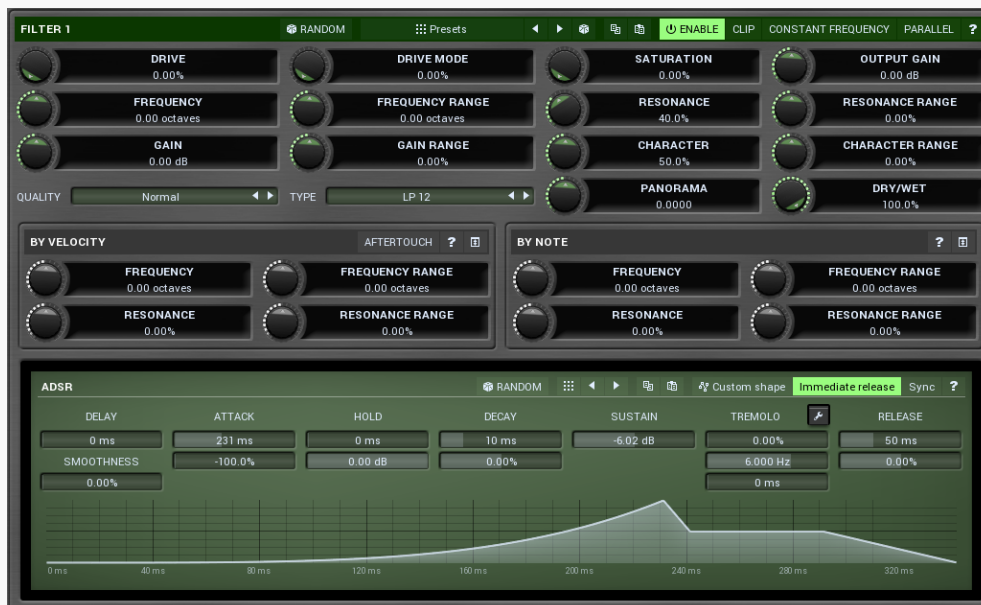 FILTER 1 RANDOM Presets ENABLE CLIP CONSTANT FREQUENCY PARALLEL ?
DRIVE DRIVE MODE SATURATION OUTPUT GAIN
0.00% 0.00% 0.00% 0.00 dB
FREQUENCY FREQUENCY RANGE RESONANCE RESONANCE RANGE
0.00 octaves 0.00% 40.0% 0.00%
GAIN GAIN RANGE CHARACTER CHARACTER RANGE
0.00 dB 0.00% 50.0% 0.00%
PANORAMA DRY/WET
QUALITY Normal TYPE LP 12
0.0000 100.0%
BY VELOCITY AFTERTOUCH ? BY NOTE ?
FREQUENCY FREQUENCY RANGE FREQUENCY FREQUENCY RANGE
0.00 octaves 0.00 octaves 0.00 octaves 0.00 octaves
RESONANCE RESONANCE RANGE RESONANCE RESONANCE RANGE
0.00% 0.00% 0.00% 0.00%
ADSR RANDOM Custom shape Immediate release Sync ?
DELAY ATTACK HOLD DECAY SUSTAIN TREMOLO RELEASE
0 ms 231 ms 0 ms 10 ms -6.02 dB 0.00% 50 ms
SMOOTHNESS -100.0% 0.00 dB 0.00% 6.000 Hz 0.00%
0.00% 0 ms
0 ms 40 ms 80 ms 120 ms 160 ms 200 ms 240 ms 280 ms 320 ms